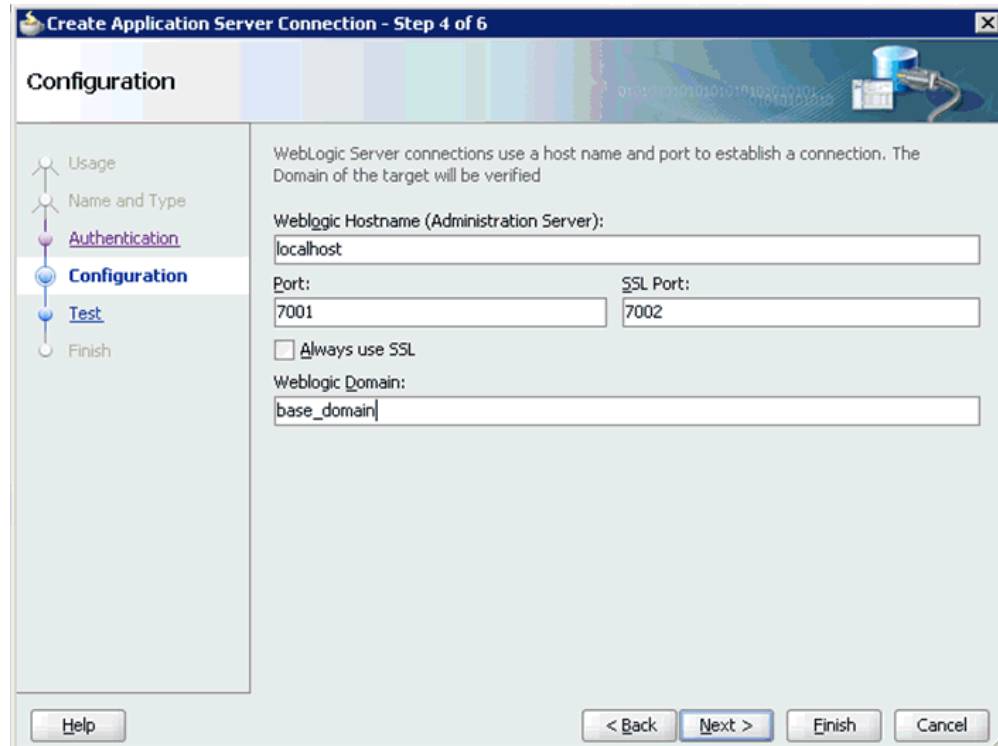 Create Application Server Connection - Step 4 of 6
Configuration
Usage
Name and Type
Authentication
Configuration
Test
Finish
WebLogic Server connections use a host name and port to establish a connection. The
Domain of the target will be verified
Weblogic Hostname (Administration Server):
localhost
Port:
SSL Port:
7001
7002
Always use SSL
Weblogic Domain:
base_domain
Help
< Back
Next >
Finish
Cancel